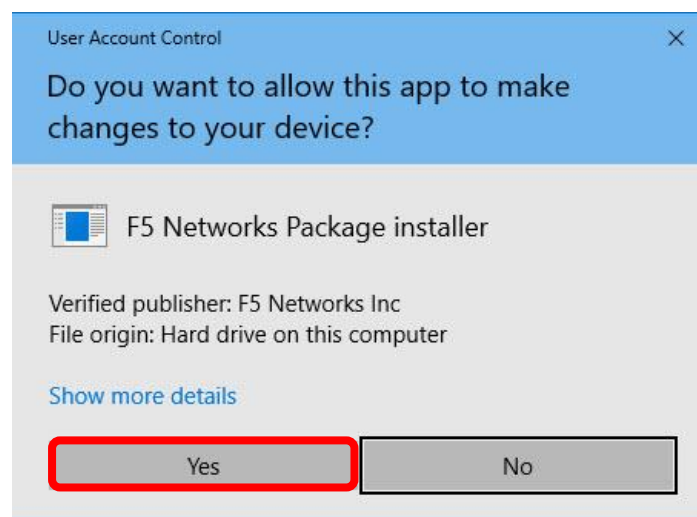 User Account Control
Do you want to allow this app to make
changes to your device?
F5 Networks Package installer
Verified publisher: F5 Networks Inc
File origin: Hard drive on this computer
Show more details
Yes
No